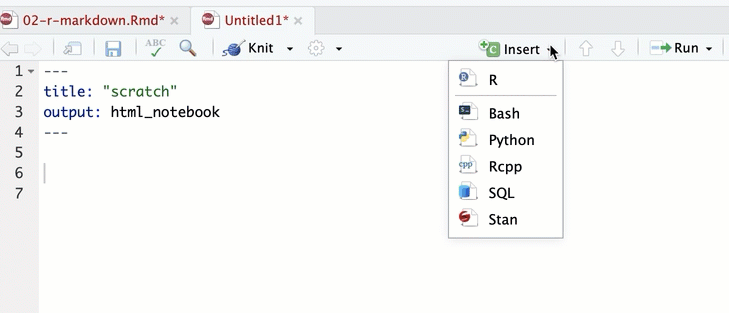 02-r-markdown.Rmd* Untitled1*
ABC Knit Insert Run
1 ---
2 title: "scratch"
3 output: html_notebook
4 ---
5
6
7
R
Bash
Python
cpp Rcpp
SQL
Stan